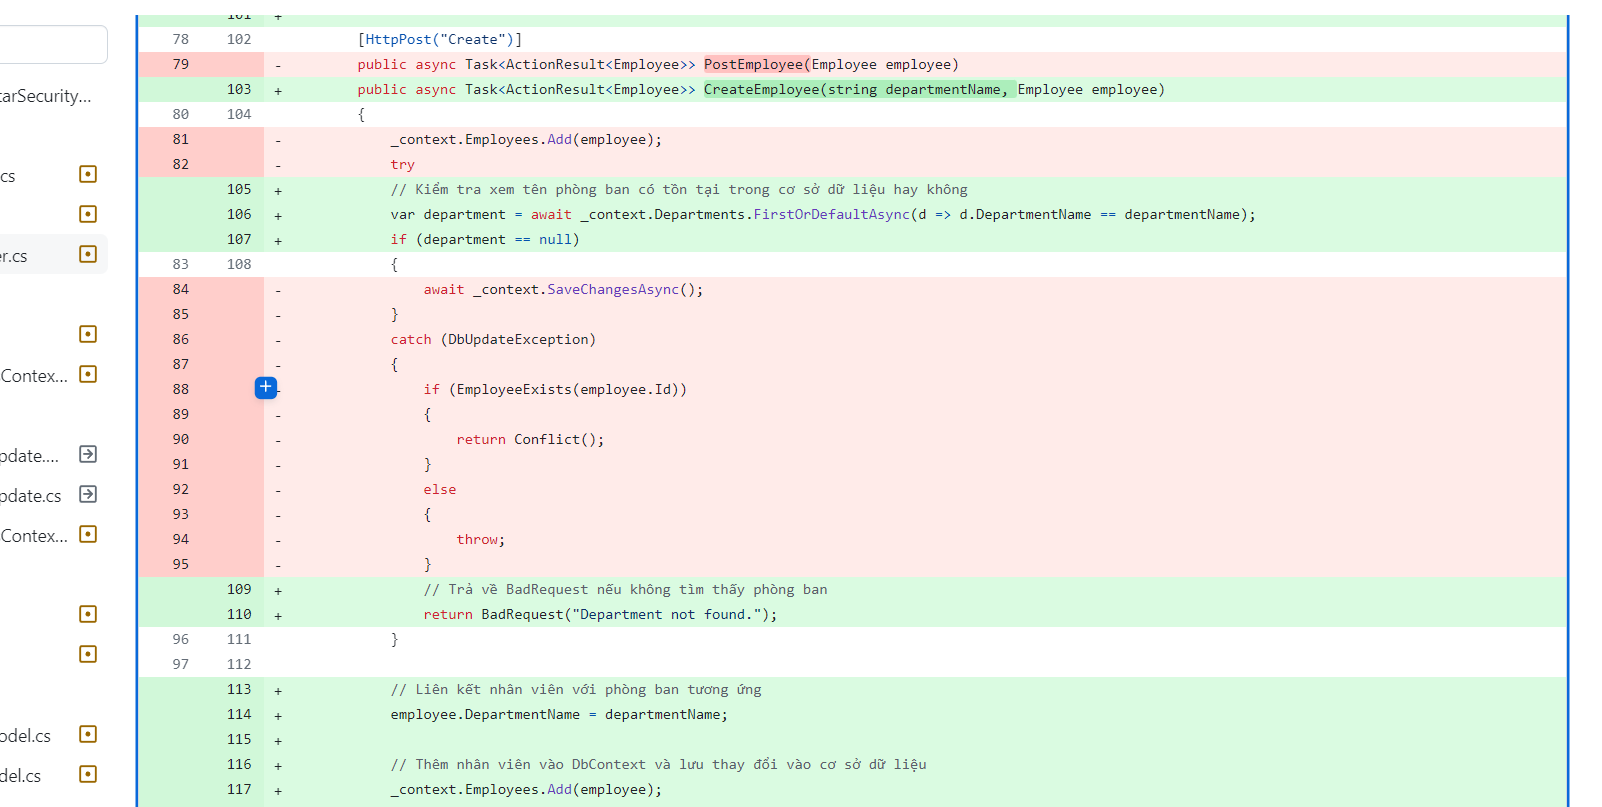 101 +
78 102 [HttpPost("Create")]
79 - public async Task<ActionResult<Employee>> PostEmployee(Employee employee)
103 + public async Task<ActionResult<Employee>> CreateEmployee(string departmentName, Employee employee)
80 104 {
81 - _context.Employees.Add(employee);
82 - try
105 + // Kiểm tra xem tên phòng ban có tồn tại trong cơ sở dữ liệu hay không
106 + var department = await _context.Departments.FirstOrDefaultAsync(d => d.DepartmentName == departmentName);
107 + if (department == null)
83 108 {
84 - await _context.SaveChangesAsync();
85 - }
86 - catch (DbUpdateException)
87 - {
88 - if (EmployeeExists(employee.Id))
89 - {
90 - return Conflict();
91 - }
92 - else
93 - {
94 - throw;
95 - }
109 + // Trả về BadRequest nếu không tìm thấy phòng ban
110 + return BadRequest("Department not found.");
96 111 }
97 112
113 + // Liên kết nhân viên với phòng ban tương ứng
114 + employee.DepartmentName = departmentName;
115 +
116 + // Thêm nhân viên vào DbContext và lưu thay đổi vào cơ sở dữ liệu
117 + _context.Employees.Add(employee);
tarSecurity...
cs
er.cs
sContex...
pdate....
pdate.cs
sContex...
odel.cs
del.cs